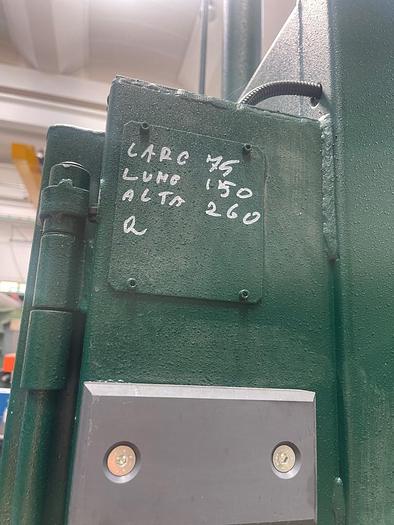 LARG 75
LUNG 150
ALTA 260
Q